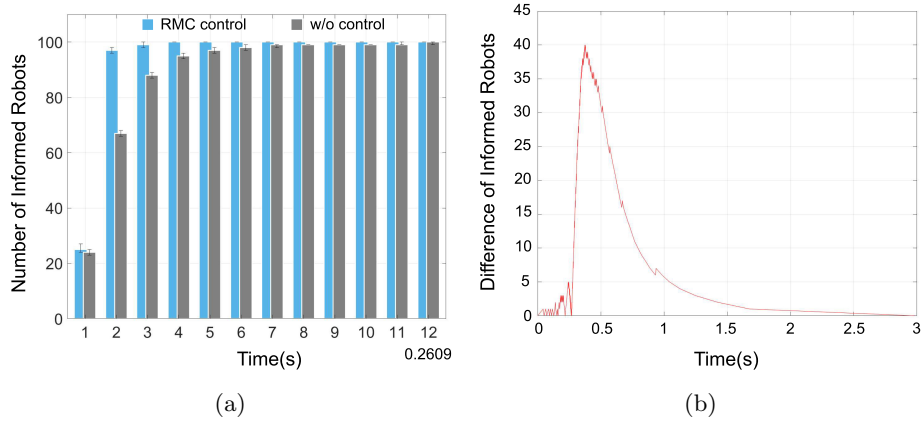 RMC control w/o control
Number of Informed Robots
100
80
60
40
20
0
1 2 3 4 5 6 7 8 9 10 11 12
Time(s)
0.2609
(a)
Difference of Informed Robots
45
40
35
30
25
20
15
10
5
0
0 0.5 1 1.5 2 2.5 3
Time(s)
(b)